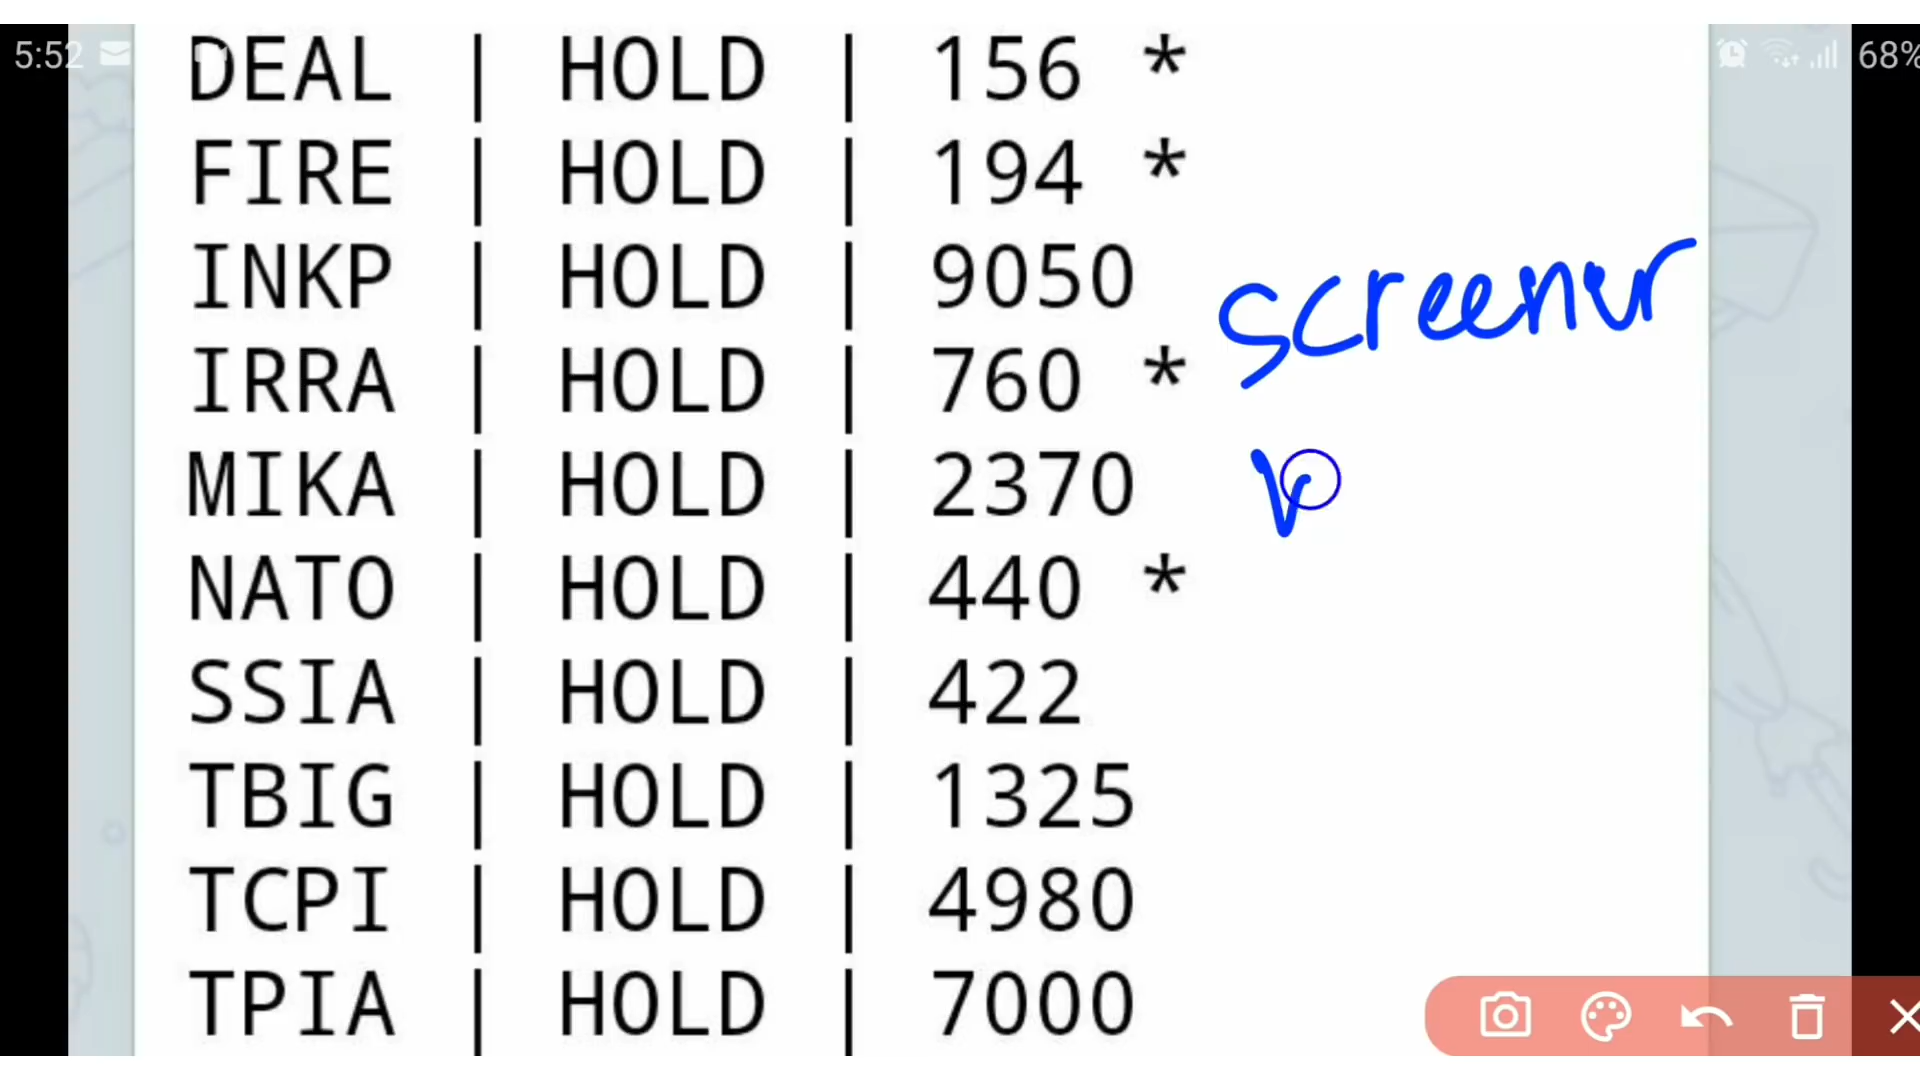 5:52 68%
DEAL | HOLD | 156 *
FIRE | HOLD | 194 *
INKP | HOLD | 9050
screener
IRRA | HOLD | 760 *
MIKA | HOLD | 2370
NATO | HOLD | 440 *
SSIA | HOLD | 422
TBIG | HOLD | 1325
TCPI | HOLD | 4980
TPIA | HOLD | 7000